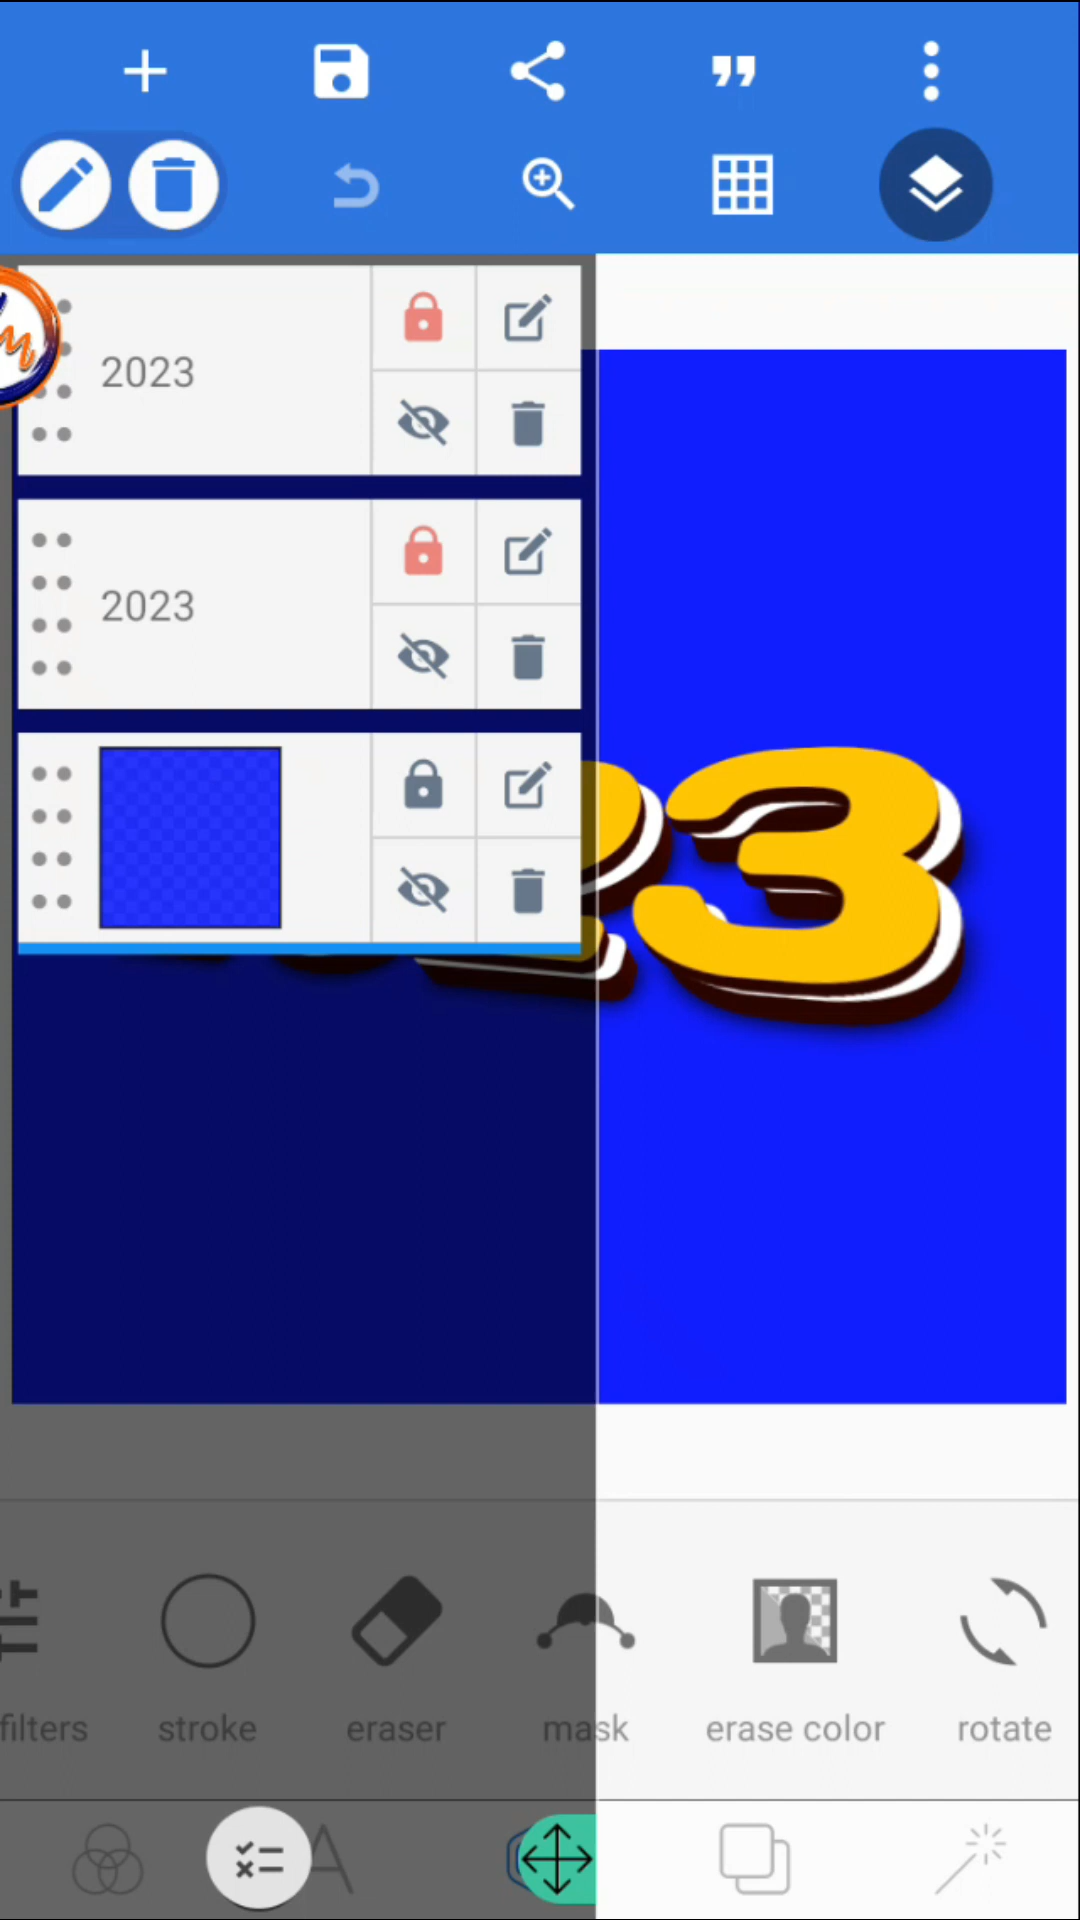 2023
2023
23
filters
stroke
eraser
mask
erase color
rotate